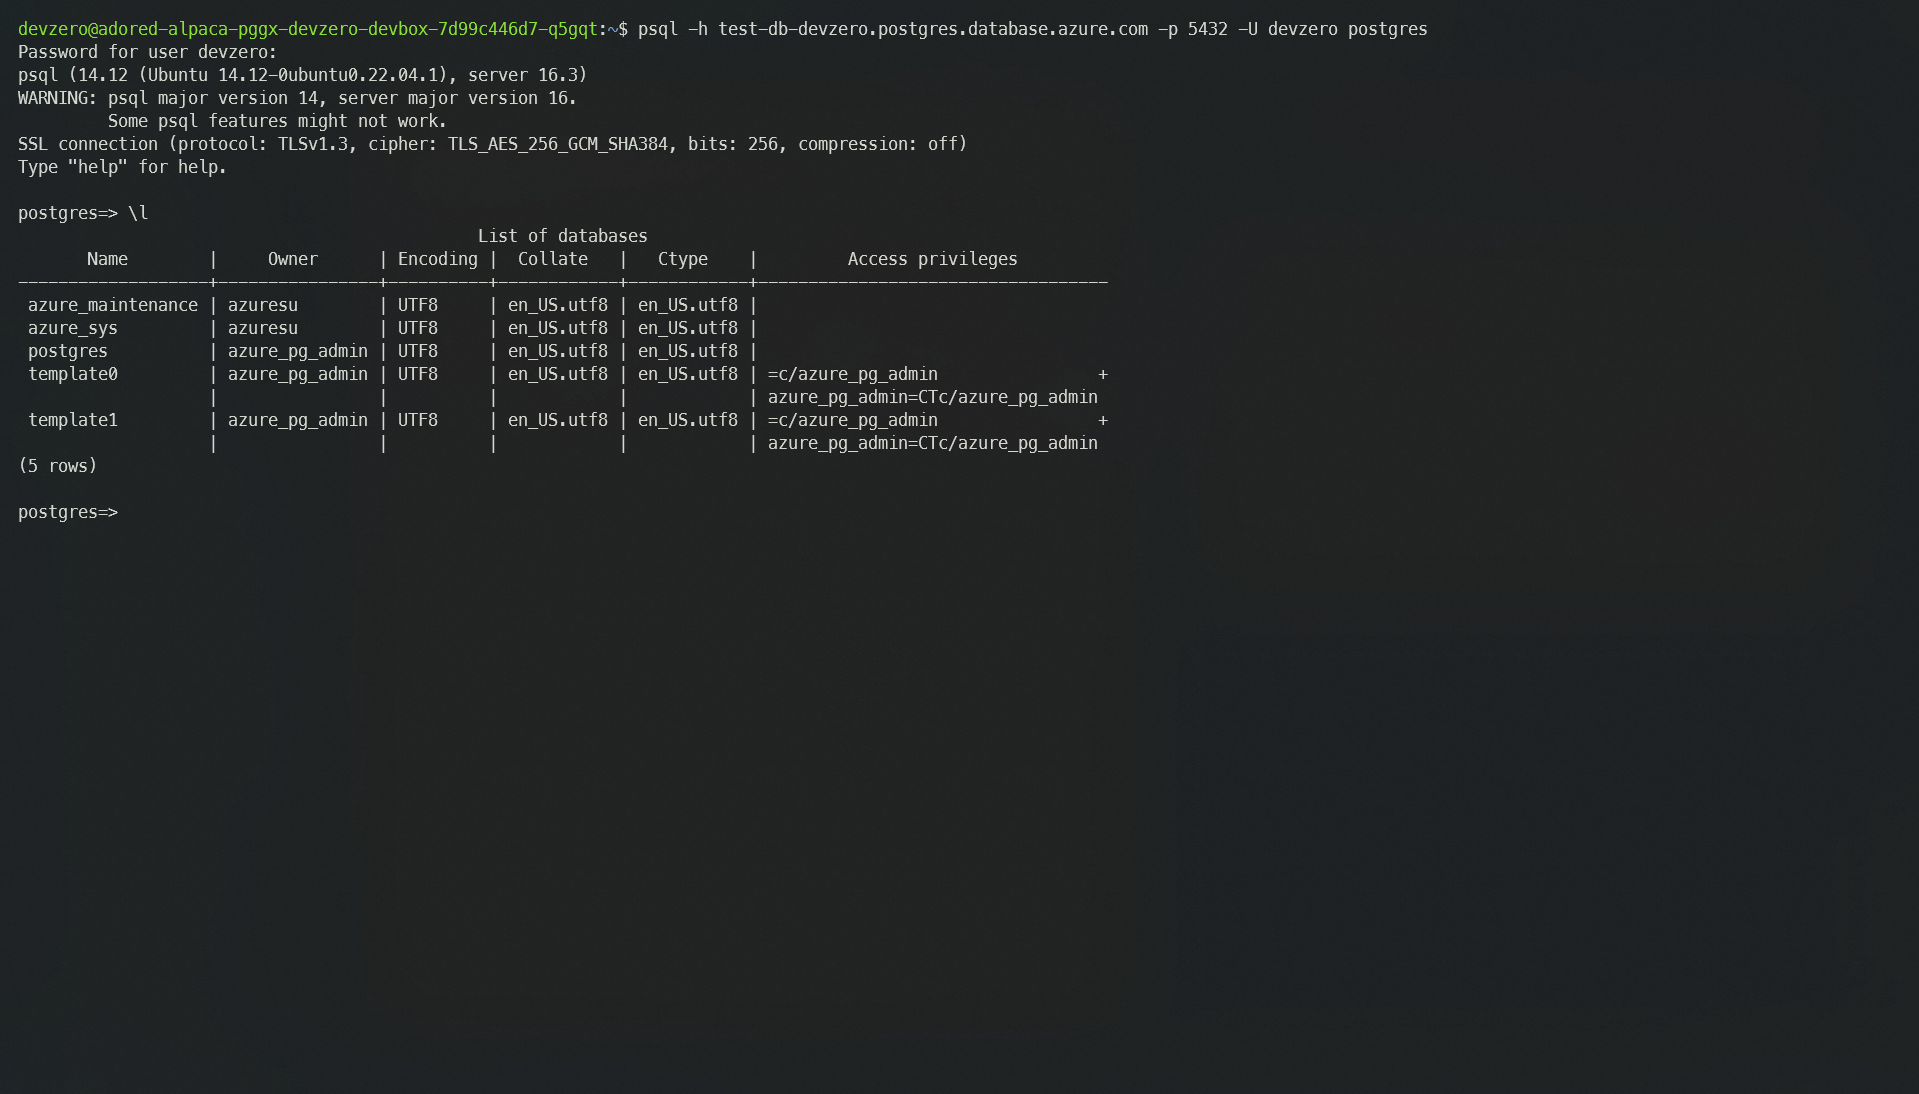 devzero@adored-alpaca-pggx-devzero-devbox-7d99c446d7-q5gqt:~$ psql -h test-db-devzero.postgres.database.azure.com -p 5432 -U devzero postgres
Password for user devzero:
psql (14.12 (Ubuntu 14.12-0ubuntu0.22.04.1), server 16.3)
WARNING: psql major version 14, server major version 16.
         Some psql features might not work.
SSL connection (protocol: TLSv1.3, cipher: TLS_AES_256_GCM_SHA384, bits: 256, compression: off)
Type "help" for help.

postgres=> \l
                                              List of databases
       Name        |     Owner      | Encoding |  Collate   |   Ctype    |         Access privileges
-------------------+----------------+----------+------------+------------+-----------------------------------
 azure_maintenance | azuresu        | UTF8     | en_US.utf8 | en_US.utf8 |
 azure_sys         | azuresu        | UTF8     | en_US.utf8 | en_US.utf8 |
 postgres          | azure_pg_admin | UTF8     | en_US.utf8 | en_US.utf8 |
 template0         | azure_pg_admin | UTF8     | en_US.utf8 | en_US.utf8 | =c/azure_pg_admin                +
                   |                |          |            |            | azure_pg_admin=CTc/azure_pg_admin
 template1         | azure_pg_admin | UTF8     | en_US.utf8 | en_US.utf8 | =c/azure_pg_admin                +
                   |                |          |            |            | azure_pg_admin=CTc/azure_pg_admin
(5 rows)

postgres=>